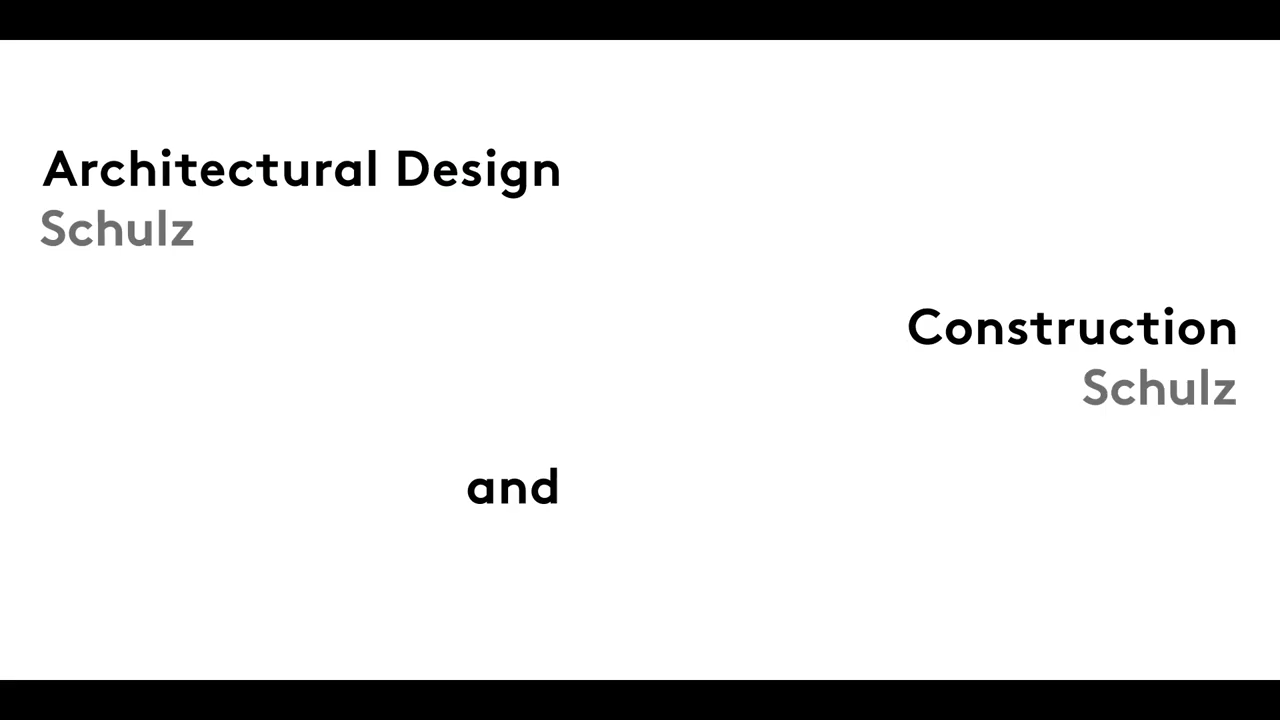 Architectural Design
Schulz
Construction
Schulz
and